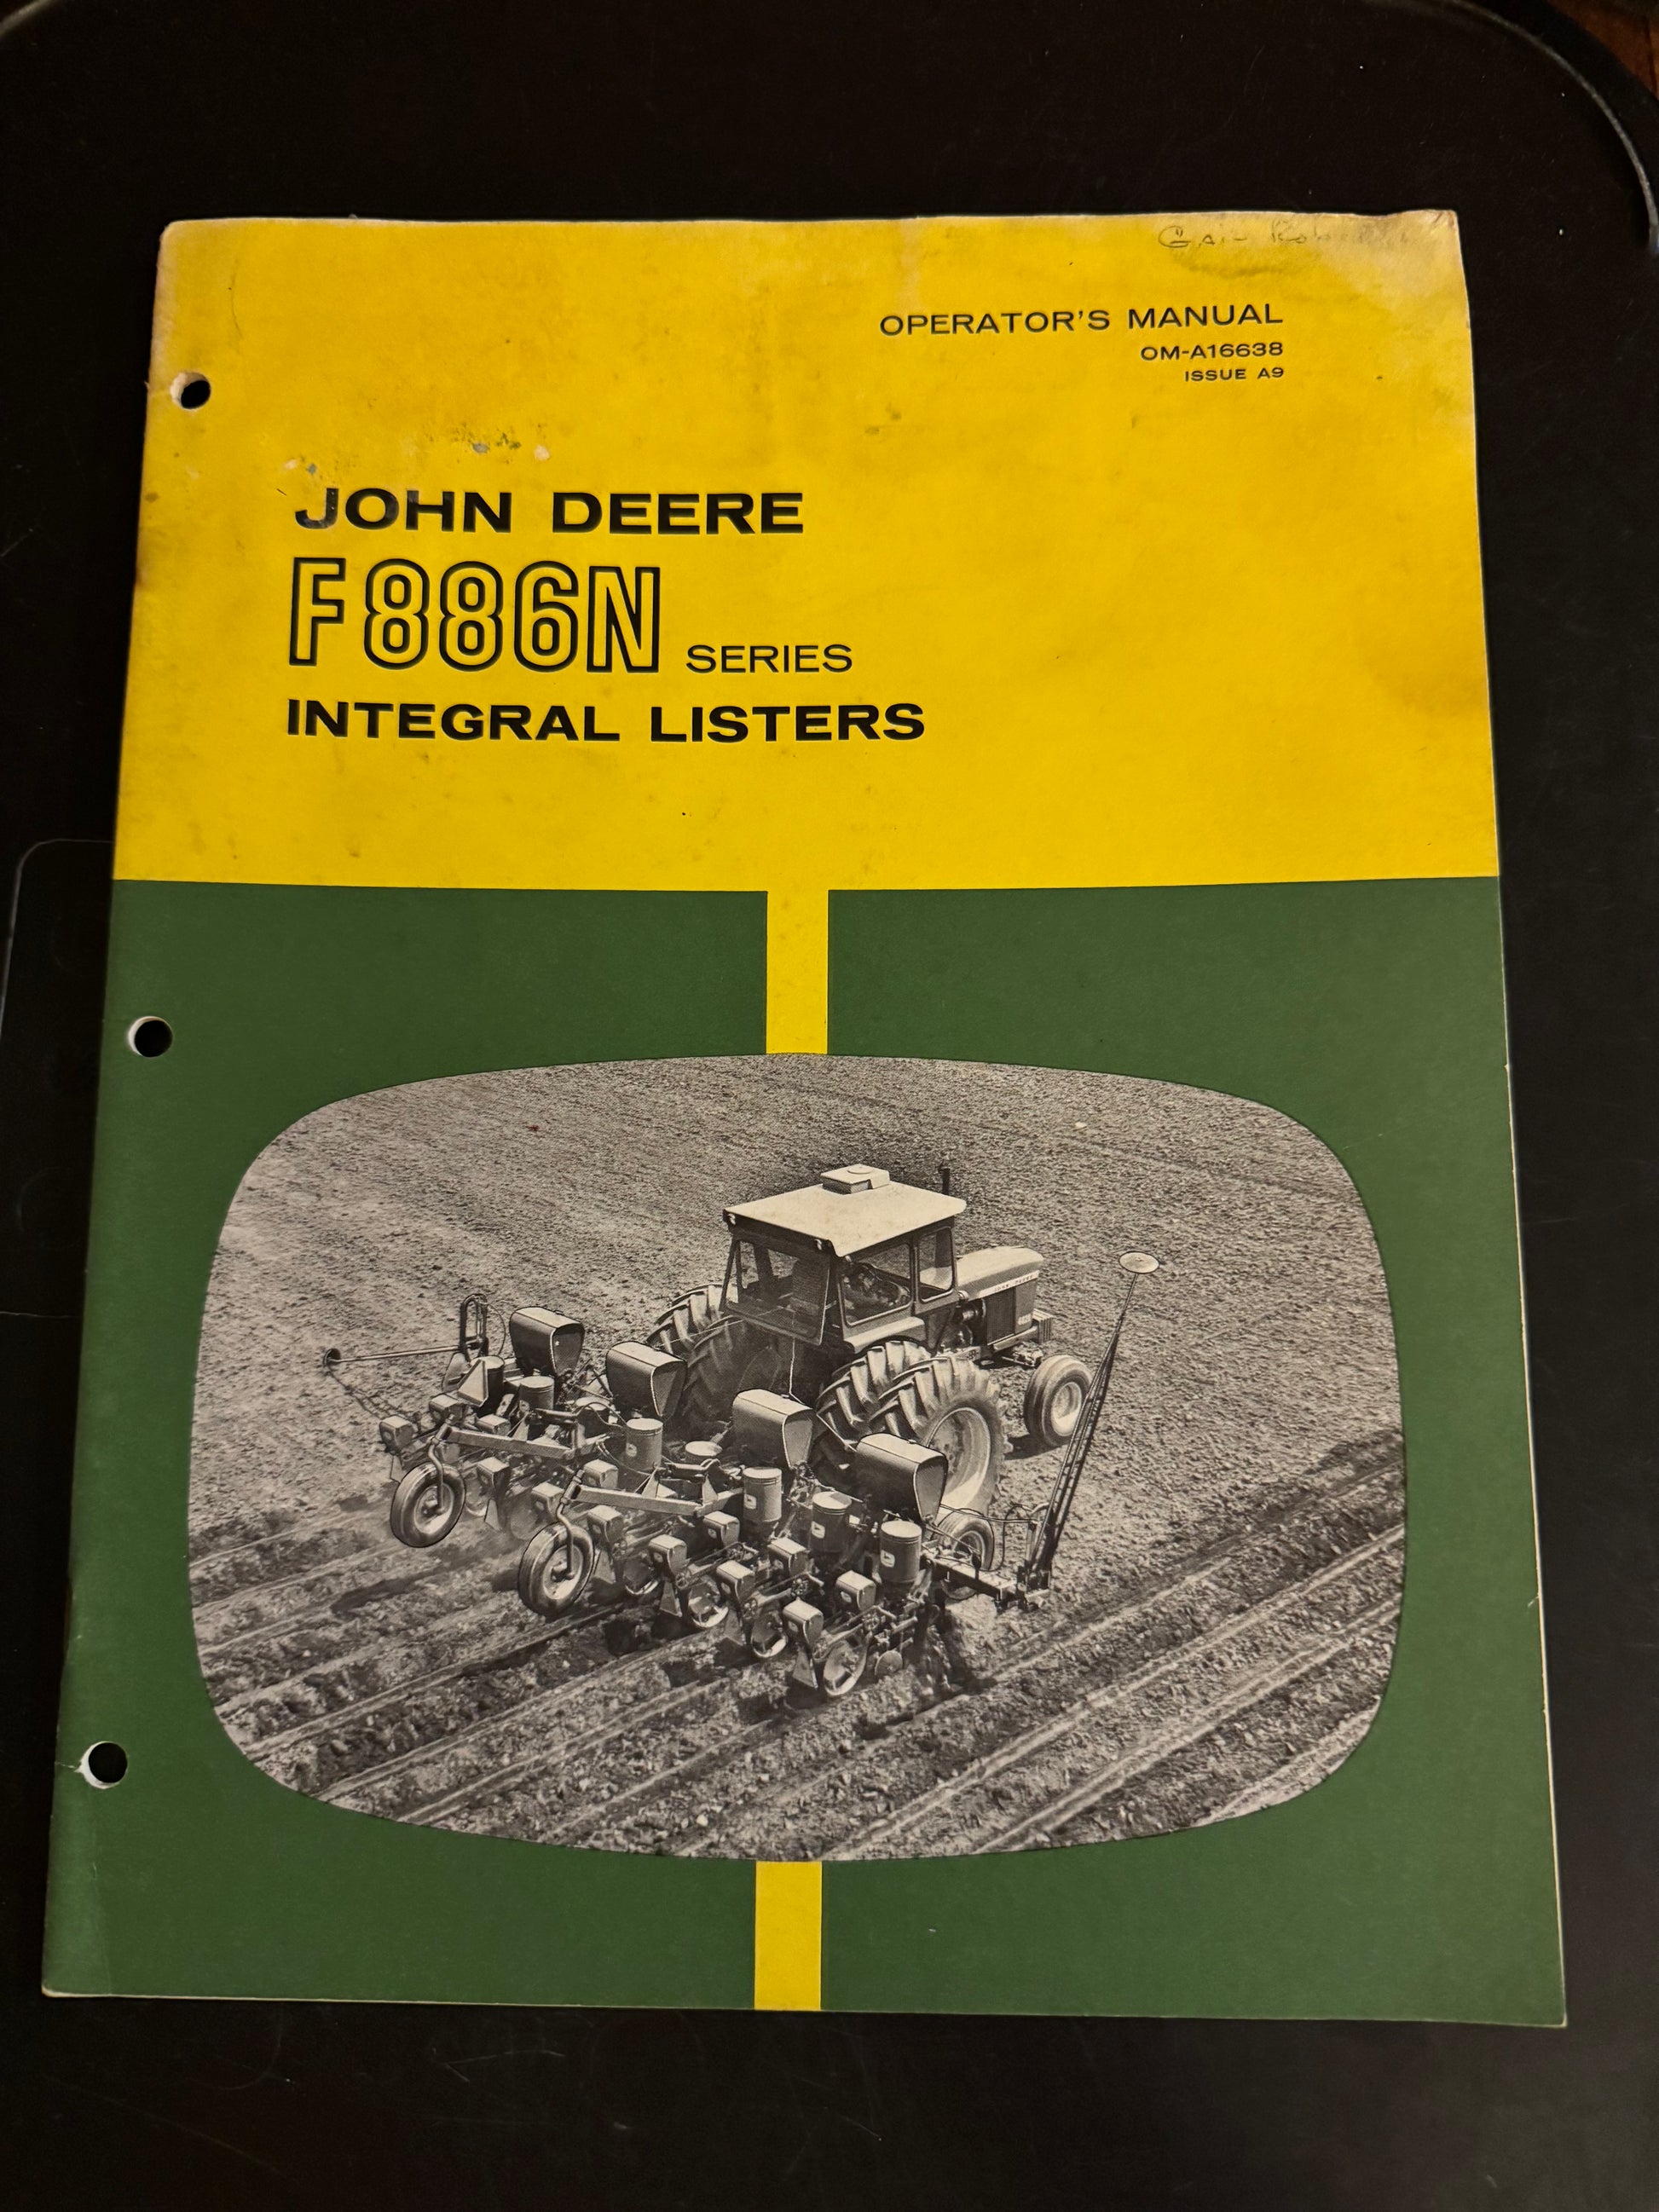 OPERATOR'S MANUAL
OM-A16638
ISSUE A9
JOHN DEERE
F886N SERIES
INTEGRAL LISTERS